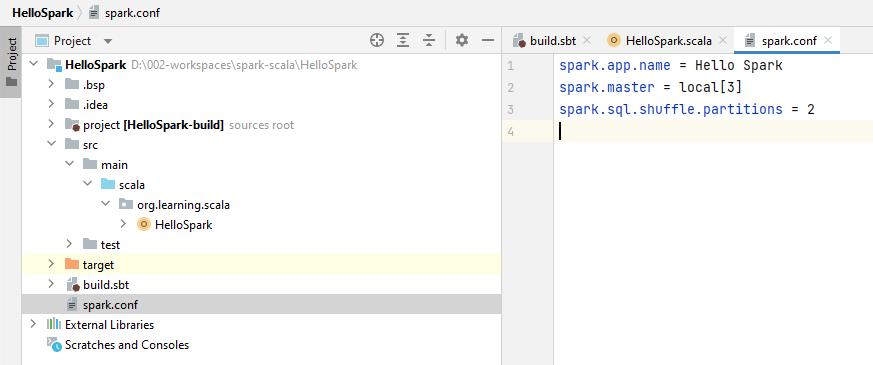 HelloSpark spark.conf
Project
Project
HelloSpark D:\002-workspaces\spark-scala\HelloSpark
.bsp
.idea
project [HelloSpark-build] sources root
src
main
scala
org.learning.scala
HelloSpark
test
target
build.sbt
spark.conf
External Libraries
Scratches and Consoles
build.sbt HelloSpark.scala spark.conf
1 spark.app.name = Hello Spark
2 spark.master = local[3]
3 spark.sql.shuffle.partitions = 2
4